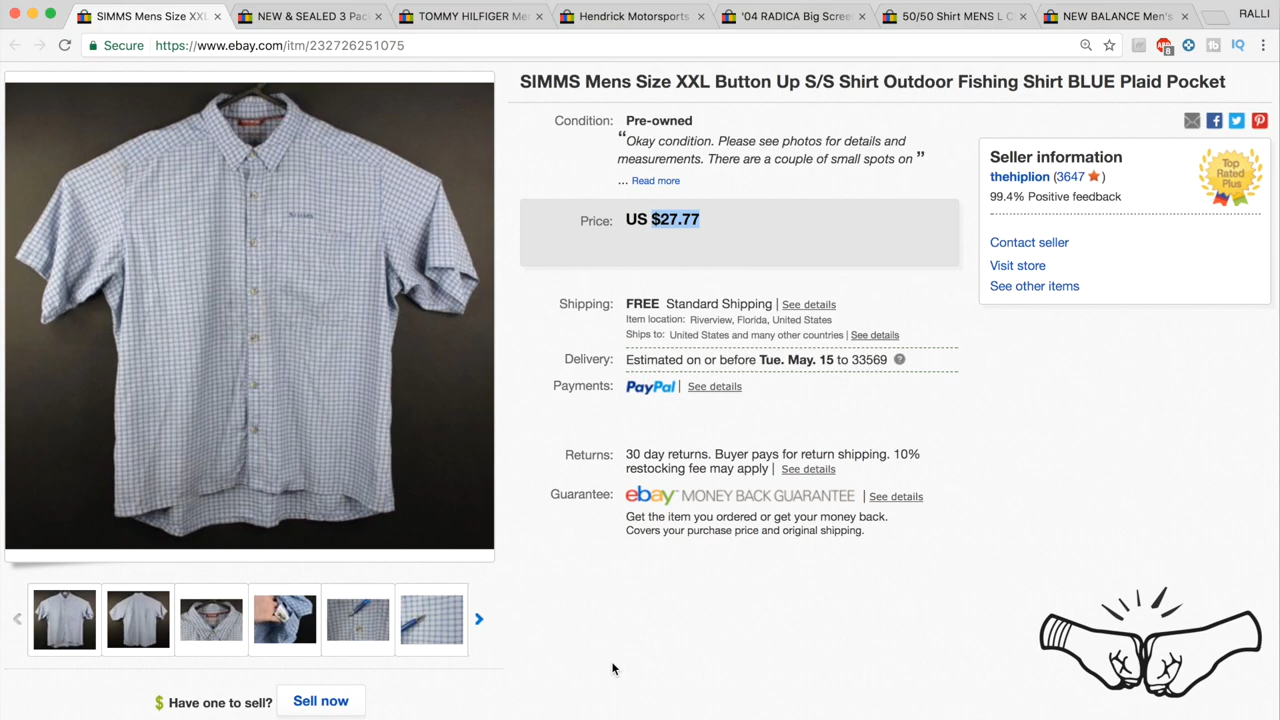 SIMMS Mens Size XXL
NEW & SEALED 3 Pac
TOMMY HILFIGER Me
Hendrick Motorsports
'04 RADICA Big Scree
50/50 Shirt MENS L
NEW BALANCE Men's
RALLI
Secure
https://www.ebay.com/itm/232726251075
8
IQ
SIMMS Mens Size XXL Button Up S/S Shirt Outdoor Fishing Shirt BLUE Plaid Pocket
Condition: Pre-owned
“Okay condition. Please see photos for details and
measurements. There are a couple of small spots on ”
... Read more
Price: US $27.77
Shipping: FREE Standard Shipping | See details
Item location: Riverview, Florida, United States
Ships to: United States and many other countries | See details
Delivery: Estimated on or before Tue. May. 15 to 33569
Payments: PayPal | See details
Returns: 30 day returns. Buyer pays for return shipping. 10%
restocking fee may apply | See details
Guarantee: ebay MONEY BACK GUARANTEE | See details
Get the item you ordered or get your money back.
Covers your purchase price and original shipping.
Seller information
thehiplion (3647 )
99.4% Positive feedback
Top
Rated
Plus
Contact seller
Visit store
See other items
$ Have one to sell? Sell now